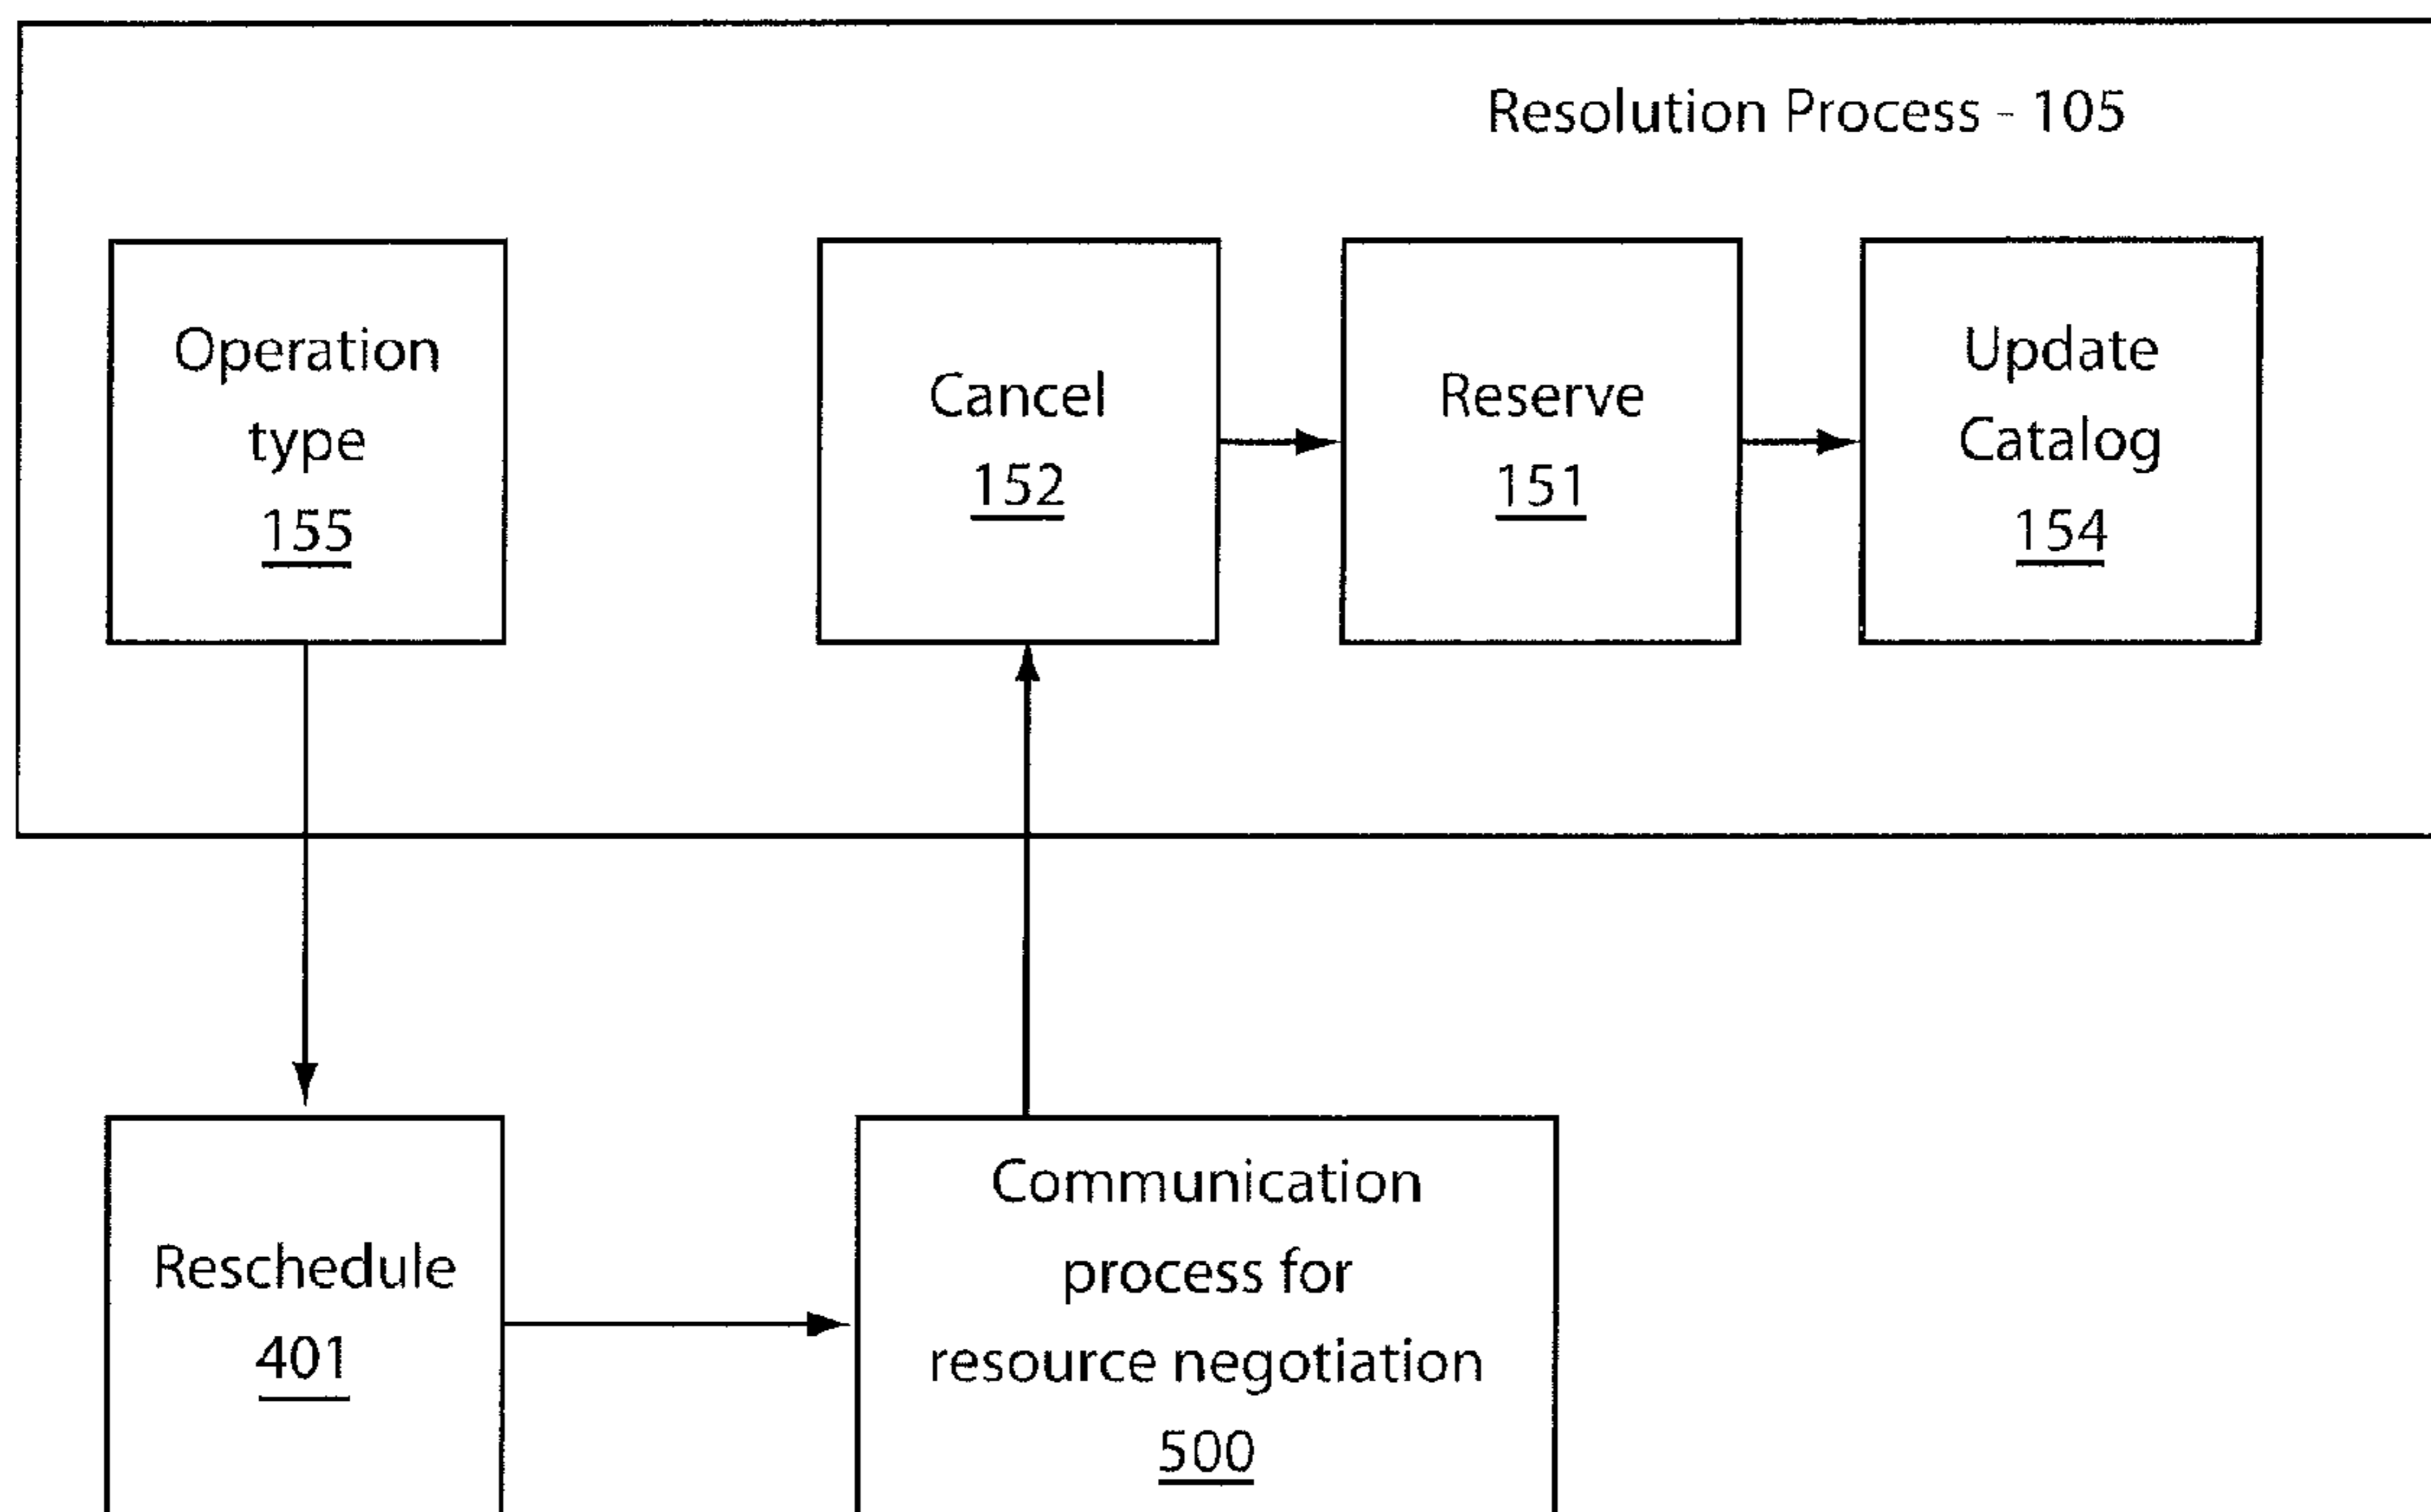 Resolution Process - 105
Operation
type
155
Cancel
152
Reserve
151
Update
Catalog
154
Reschedule
401
Communication
process for
resource negotiation
500